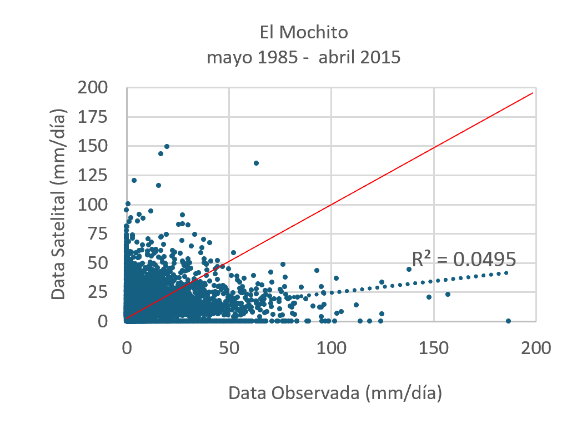 El Mochito
mayo 1985 - abril 2015
200
175
150
125
100
75
50
25
0
Data Satelital (mm/día)
R² = 0.0495
0 50 100 150 200
Data Observada (mm/día)